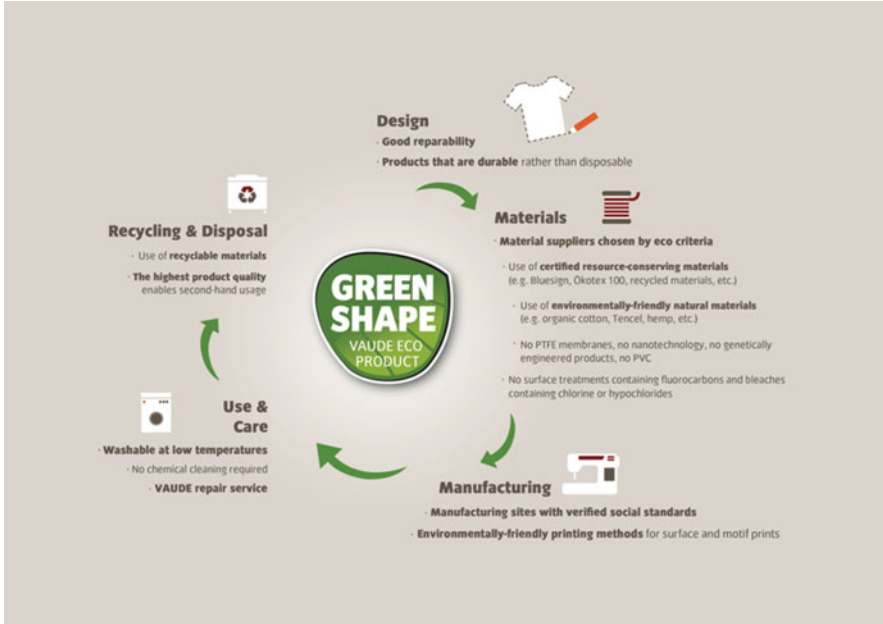 Design
· Good reparability
· Products that are durable rather than disposable
Materials
· Material suppliers chosen by eco criteria
· Use of certified resource-conserving materials
(e.g. Bluesign, Ökotex 100, recycled materials, etc.)
· Use of environmentally-friendly natural materials
(e.g. organic cotton, Tencel, hemp, etc.)
· No PTFE membranes, no nanotechnology, no genetically
engineered products, no PVC
· No surface treatments containing fluorocarbons and bleaches
containing chlorine or hypochlorides
Manufacturing
· Manufacturing sites with verified social standards
· Environmentally-friendly printing methods for surface and motif prints
Use &
Care
· Washable at low temperatures
· No chemical cleaning required
· VAUDE repair service
Recycling & Disposal
· Use of recyclable materials
· The highest product quality
enables second-hand usage
GREEN
SHAPE
VAUDE ECO
PRODUCT